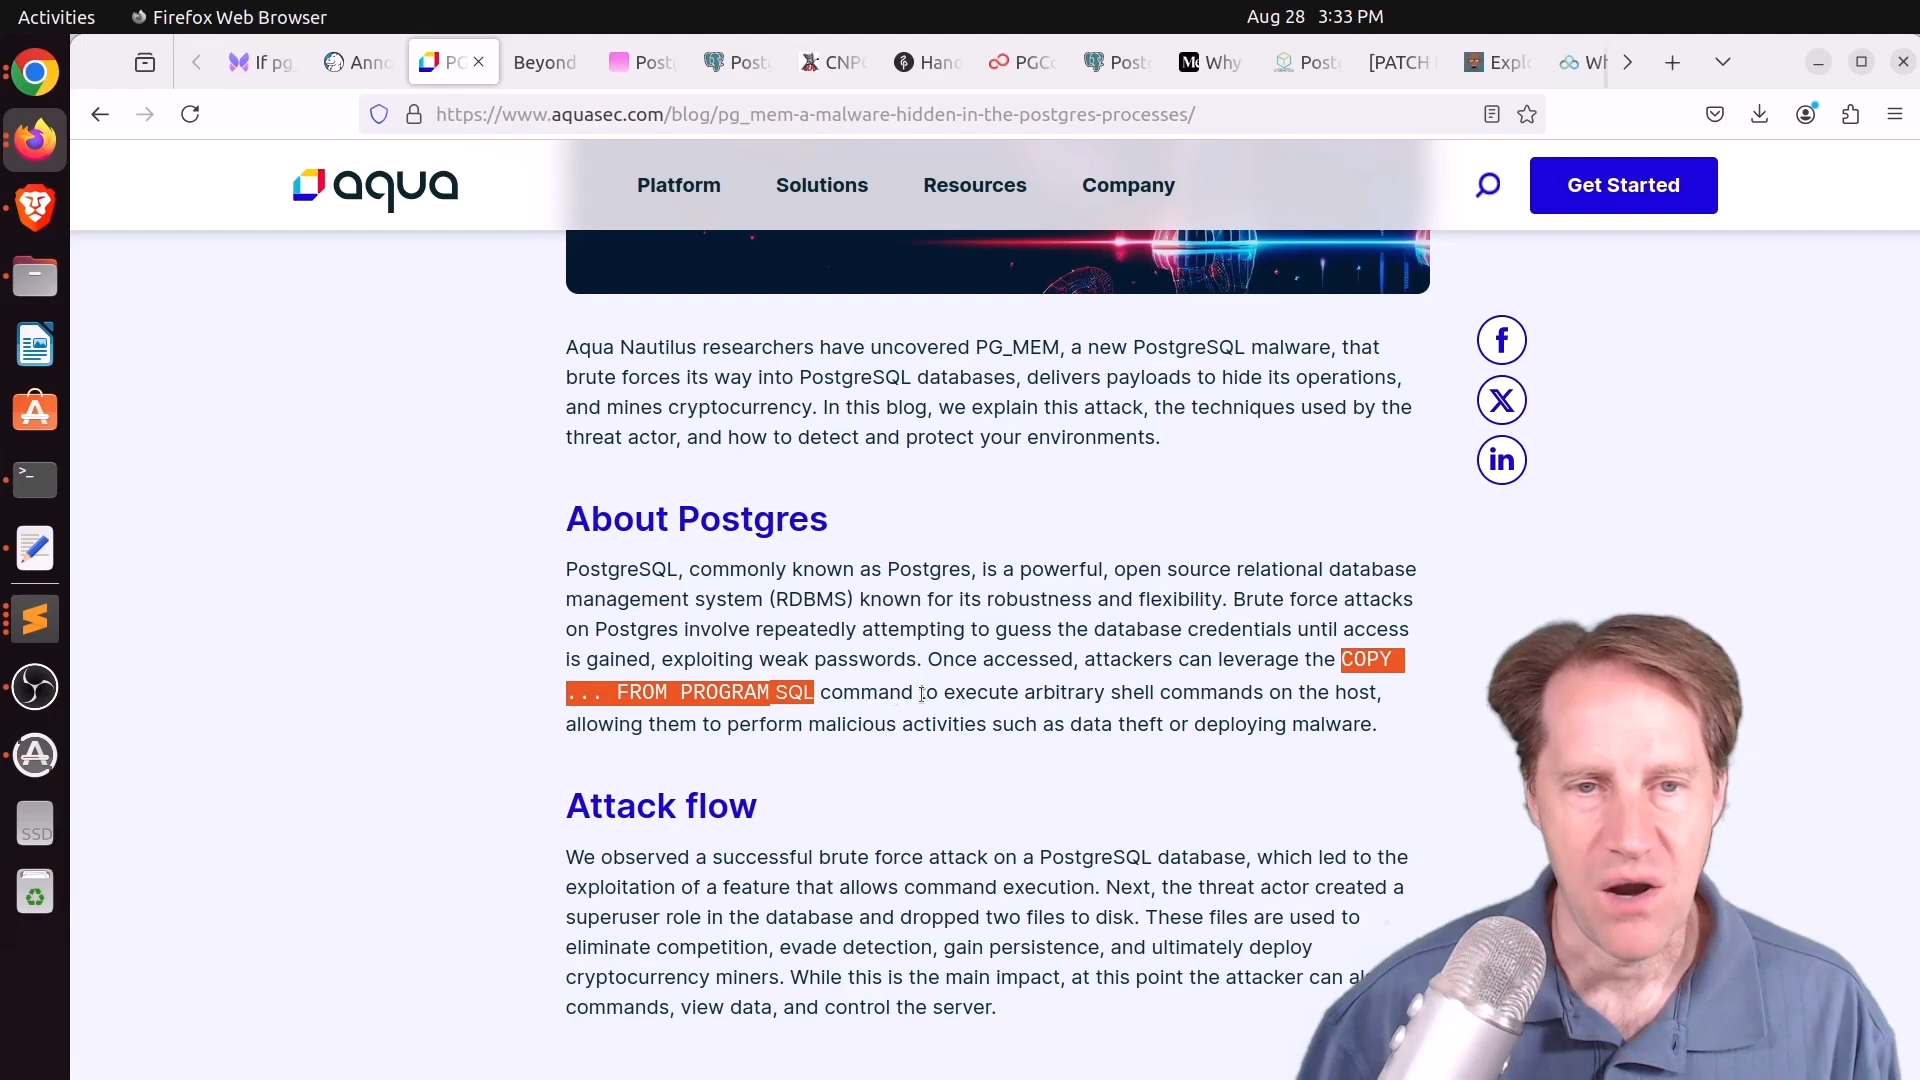 Activities
Firefox Web Browser
Aug 28 3:33 PM
If pg_
Anno
PG
Beyond
Post
Post
CNP
Hand
PGC
Post
Why
Post
[PATCH
Expl
Wh
https://www.aquasec.com/blog/pg_mem-a-malware-hidden-in-the-postgres-processes/
aqua
Platform
Solutions
Resources
Company
Get Started
Aqua Nautilus researchers have uncovered PG_MEM, a new PostgreSQL malware, that
brute forces its way into PostgreSQL databases, delivers payloads to hide its operations,
and mines cryptocurrency. In this blog, we explain this attack, the techniques used by the
threat actor, and how to detect and protect your environments.
About Postgres
PostgreSQL, commonly known as Postgres, is a powerful, open source relational database
management system (RDBMS) known for its robustness and flexibility. Brute force attacks
on Postgres involve repeatedly attempting to guess the database credentials until access
is gained, exploiting weak passwords. Once accessed, attackers can leverage the COPY
... FROM PROGRAM SQL command to execute arbitrary shell commands on the host,
allowing them to perform malicious activities such as data theft or deploying malware.
Attack flow
We observed a successful brute force attack on a PostgreSQL database, which led to the
exploitation of a feature that allows command execution. Next, the threat actor created a
superuser role in the database and dropped two files to disk. These files are used to
eliminate competition, evade detection, gain persistence, and ultimately deploy
cryptocurrency miners. While this is the main impact, at this point the attacker can al
commands, view data, and control the server.
SSD